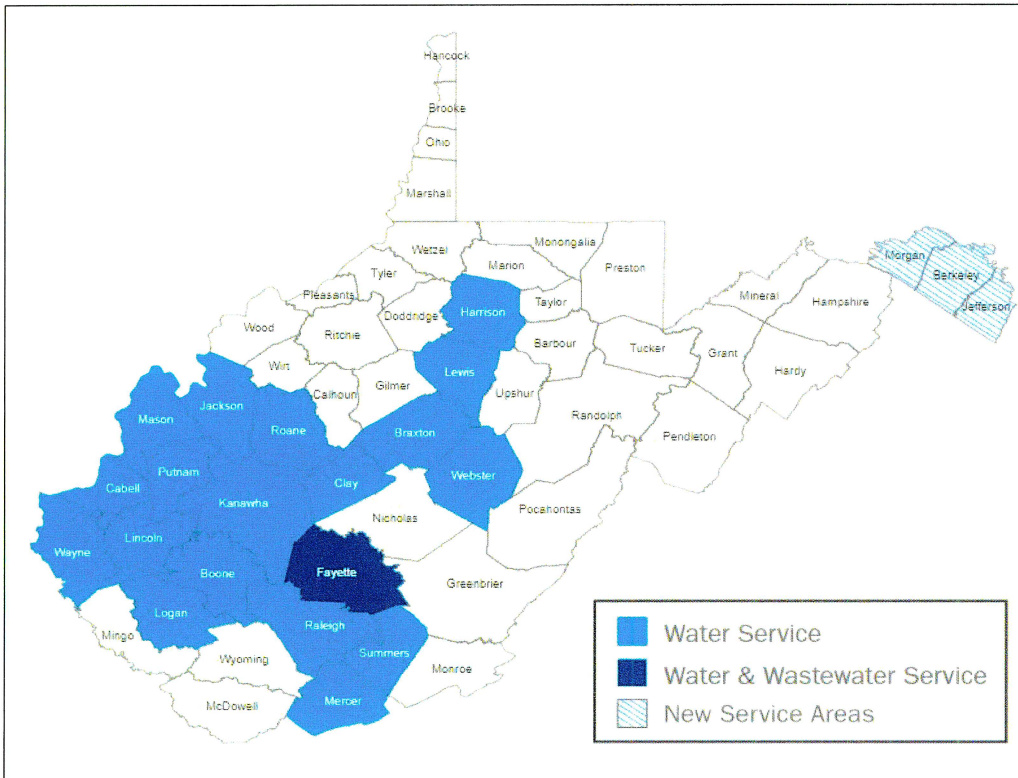 Hancock
Brooke
Ohio
Marshall
Wetzel
Monongalia
Marion
Preston
Tyler
Pleasants
Doddridge
Harrison
Taylor
Wood
Ritchie
Barbour
Tucker
Mineral
Hampshire
Morgan
Berkeley
Jefferson
Wirt
Calhoun
Gilmer
Lewis
Upshur
Grant
Hardy
Randolph
Pendleton
Mason
Jackson
Roane
Braxton
Webster
Putnam
Cabell
Kanawha
Clay
Nicholas
Pocahontas
Wayne
Lincoln
Boone
Fayette
Greenbrier
Logan
Raleigh
Summers
Mingo
Wyoming
Monroe
McDowell
Mercer
Water Service
Water & Wastewater Service
New Service Areas